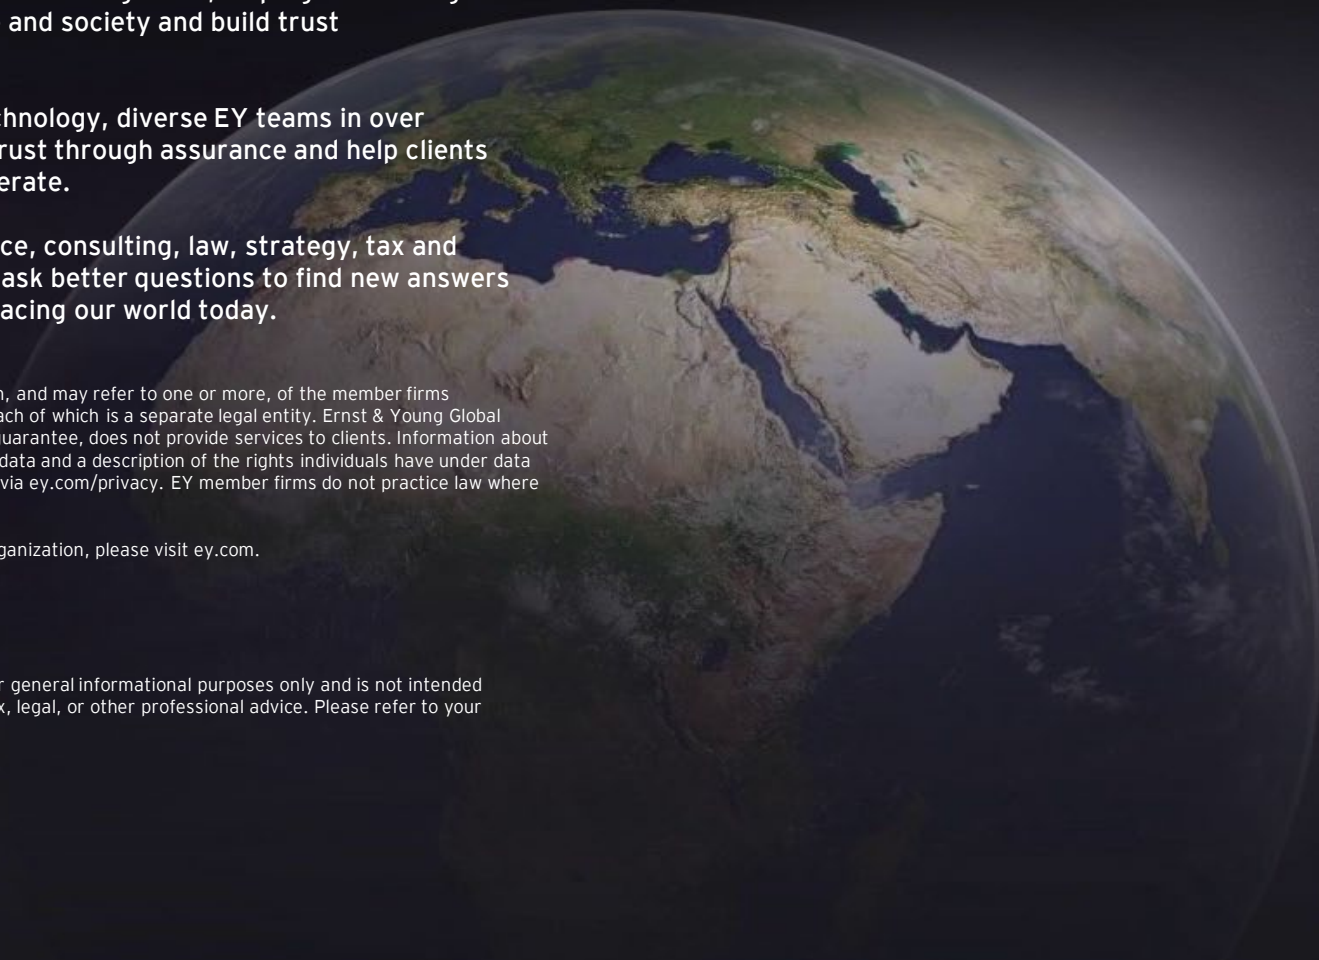 and society and build trust
chnology, diverse EY teams in over
rust through assurance and help clients
erate.
ce, consulting, law, strategy, tax and
ask better questions to find new answers
acing our world today.
n, and may refer to one or more, of the member firms
ach of which is a separate legal entity. Ernst & Young Global
guarantee, does not provide services to clients. Information about
data and a description of the rights individuals have under data
via ey.com/privacy. EY member firms do not practice law where
ganization, please visit ey.com.
r general informational purposes only and is not intended
x, legal, or other professional advice. Please refer to your